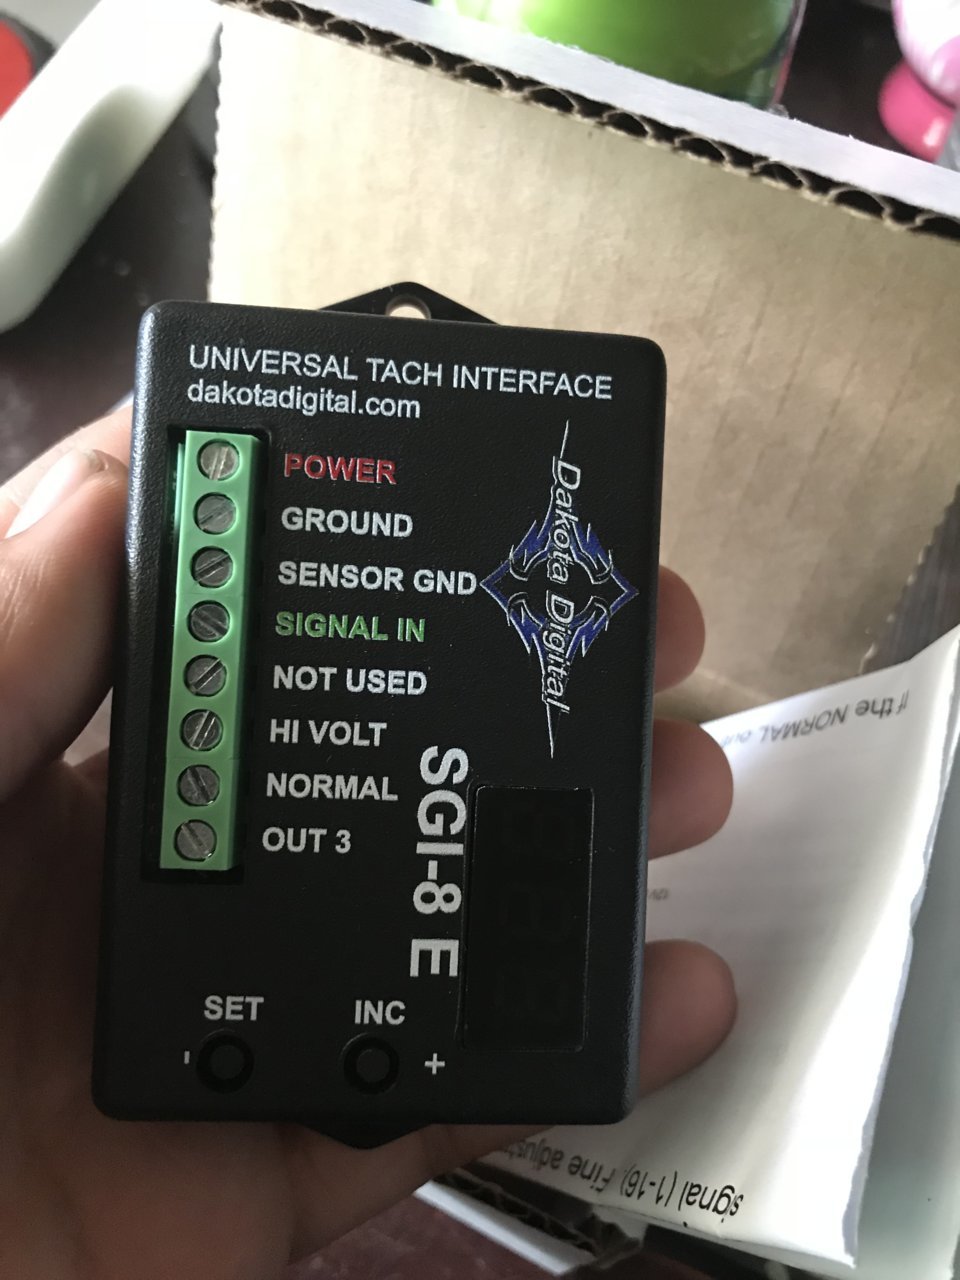 UNIVERSAL TACH INTERFACE
dakotadigital.com
POWER
GROUND
SENSOR GND
SIGNAL IN
NOT USED
HI VOLT
NORMAL
OUT 3
Dakota Digital
SGI-8 E
SET
INC
- +
If the NORMAL
signal (1-16). Fine